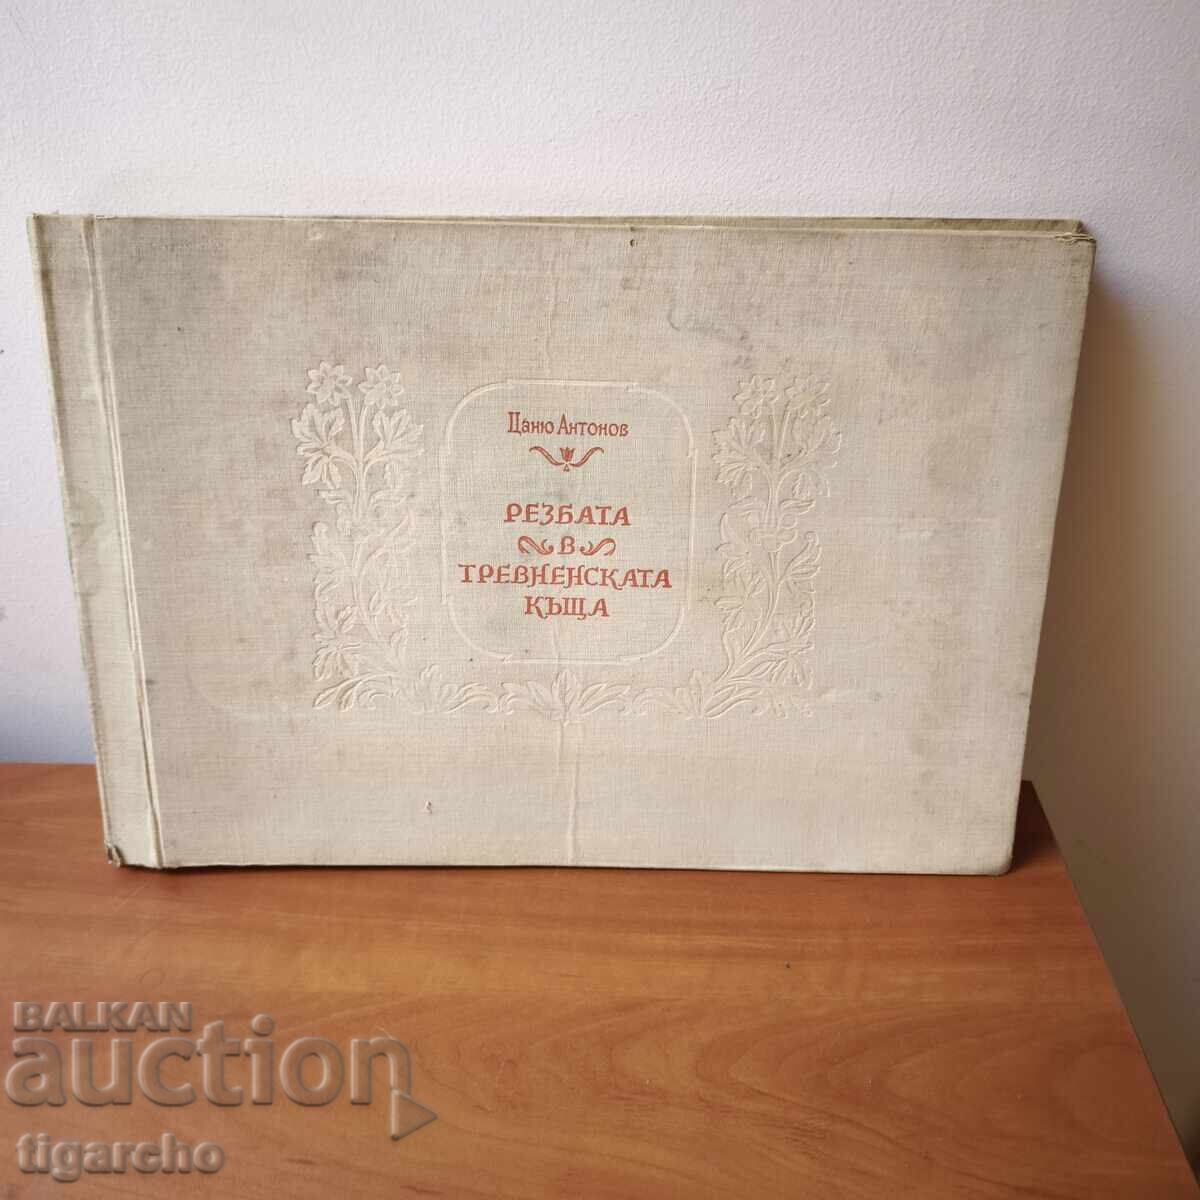 Цаню Антонов
РЕЗБАТА
В
ТРЕВНЕНСКАТА
КЪЩА
BALKAN
auction
tigarcho